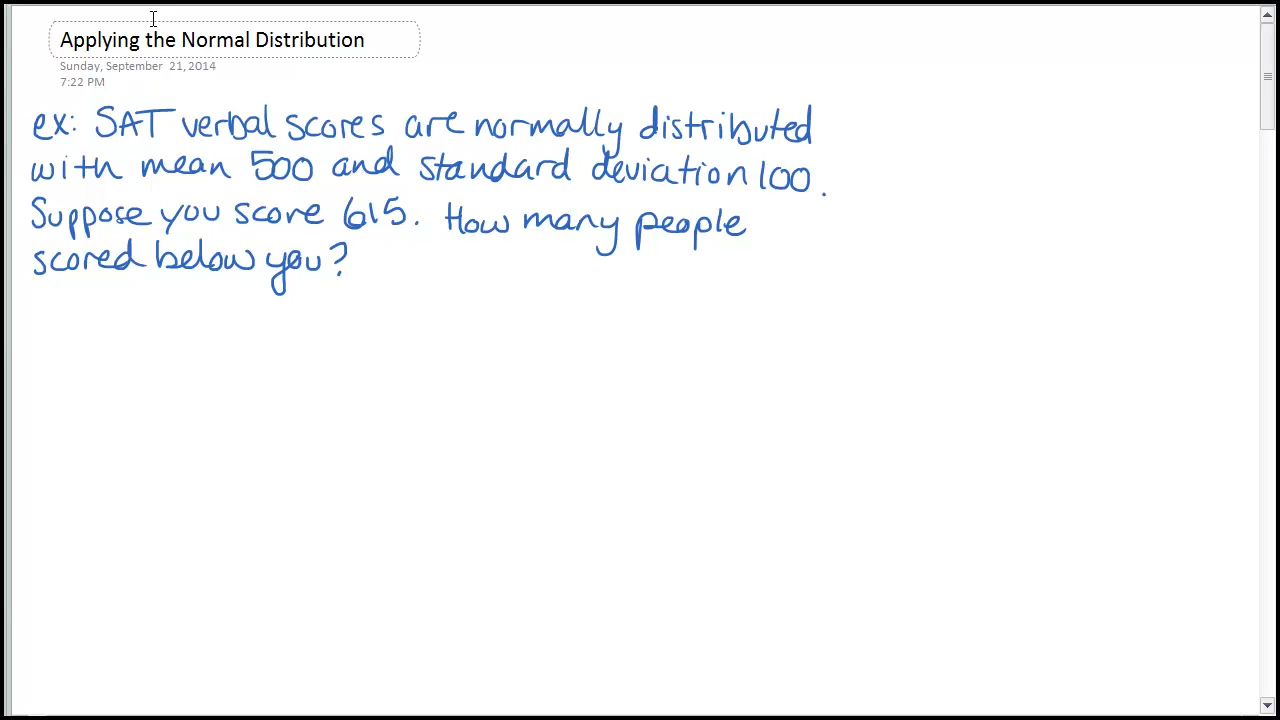 Applying the Normal Distribution
Sunday, September 21, 2014
7:22 PM
ex: SAT verbal scores are normally distributed
with mean 500 and standard deviation 100.
Suppose you score 615. How many people
scored below you?